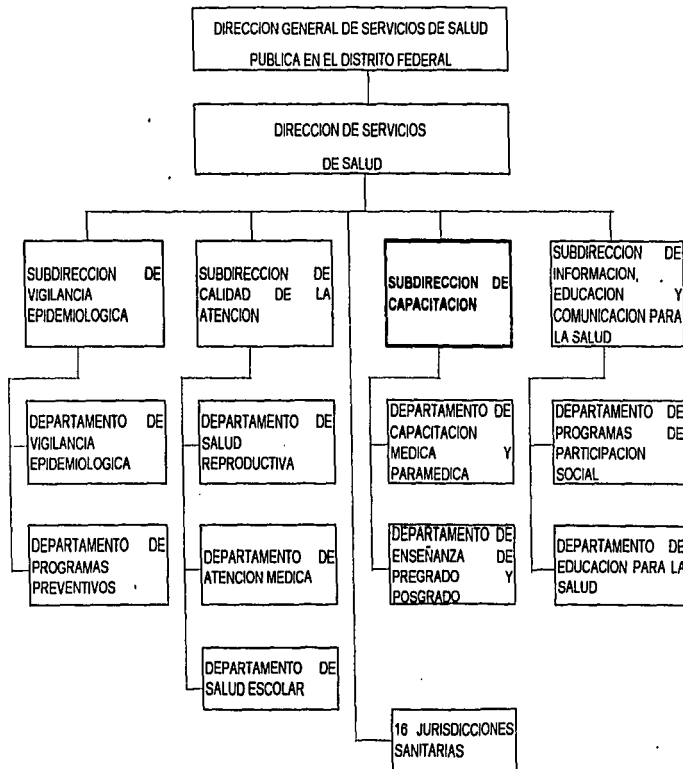 DIRECCION GENERAL DE SERVICIOS DE SALUD
PUBLICA EN EL DISTRITO FEDERAL
DIRECCION DE SERVICIOS
DE SALUD
SUBDIRECCION DE
VIGILANCIA
EPIDEMIOLOGICA
SUBDIRECCION DE
CALIDAD DE LA
ATENCION
SUBDIRECCION DE
CAPACITACION
SUBDIRECCION DE
INFORMACION,
EDUCACION Y
COMUNICACION PARA
LA SALUD
DEPARTAMENTO DE
VIGILANCIA
EPIDEMIOLOGICA
DEPARTAMENTO DE
SALUD
REPRODUCTIVA
DEPARTAMENTO DE
CAPACITACION
MEDICA Y
PARAMEDICA
DEPARTAMENTO DE
PROGRAMAS DE
PARTICIPACION
SOCIAL
DEPARTAMENTO DE
PROGRAMAS
PREVENTIVOS
DEPARTAMENTO DE
ATENCION MEDICA
DEPARTAMENTO DE
ENSEÑANZA DE
PREGRADO Y
POSGRADO
DEPARTAMENTO DE
EDUCACION PARA LA
SALUD
DEPARTAMENTO DE
SALUD ESCOLAR
16 JURISDICCIONES
SANITARIAS